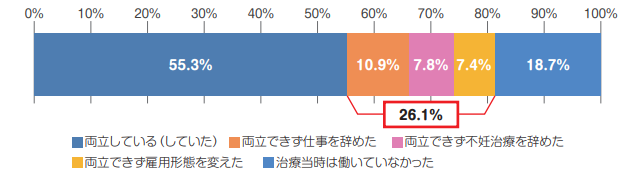 0% 10% 20% 30% 40% 50% 60% 70% 80% 90% 100%
55.3% 10.9% 7.8% 7.4% 18.7%
26.1%
両立している(していた) 両立できず仕事を辞めた 両立できず不妊治療を辞めた
両立できず雇用形態を変えた 治療当時は働いていなかった